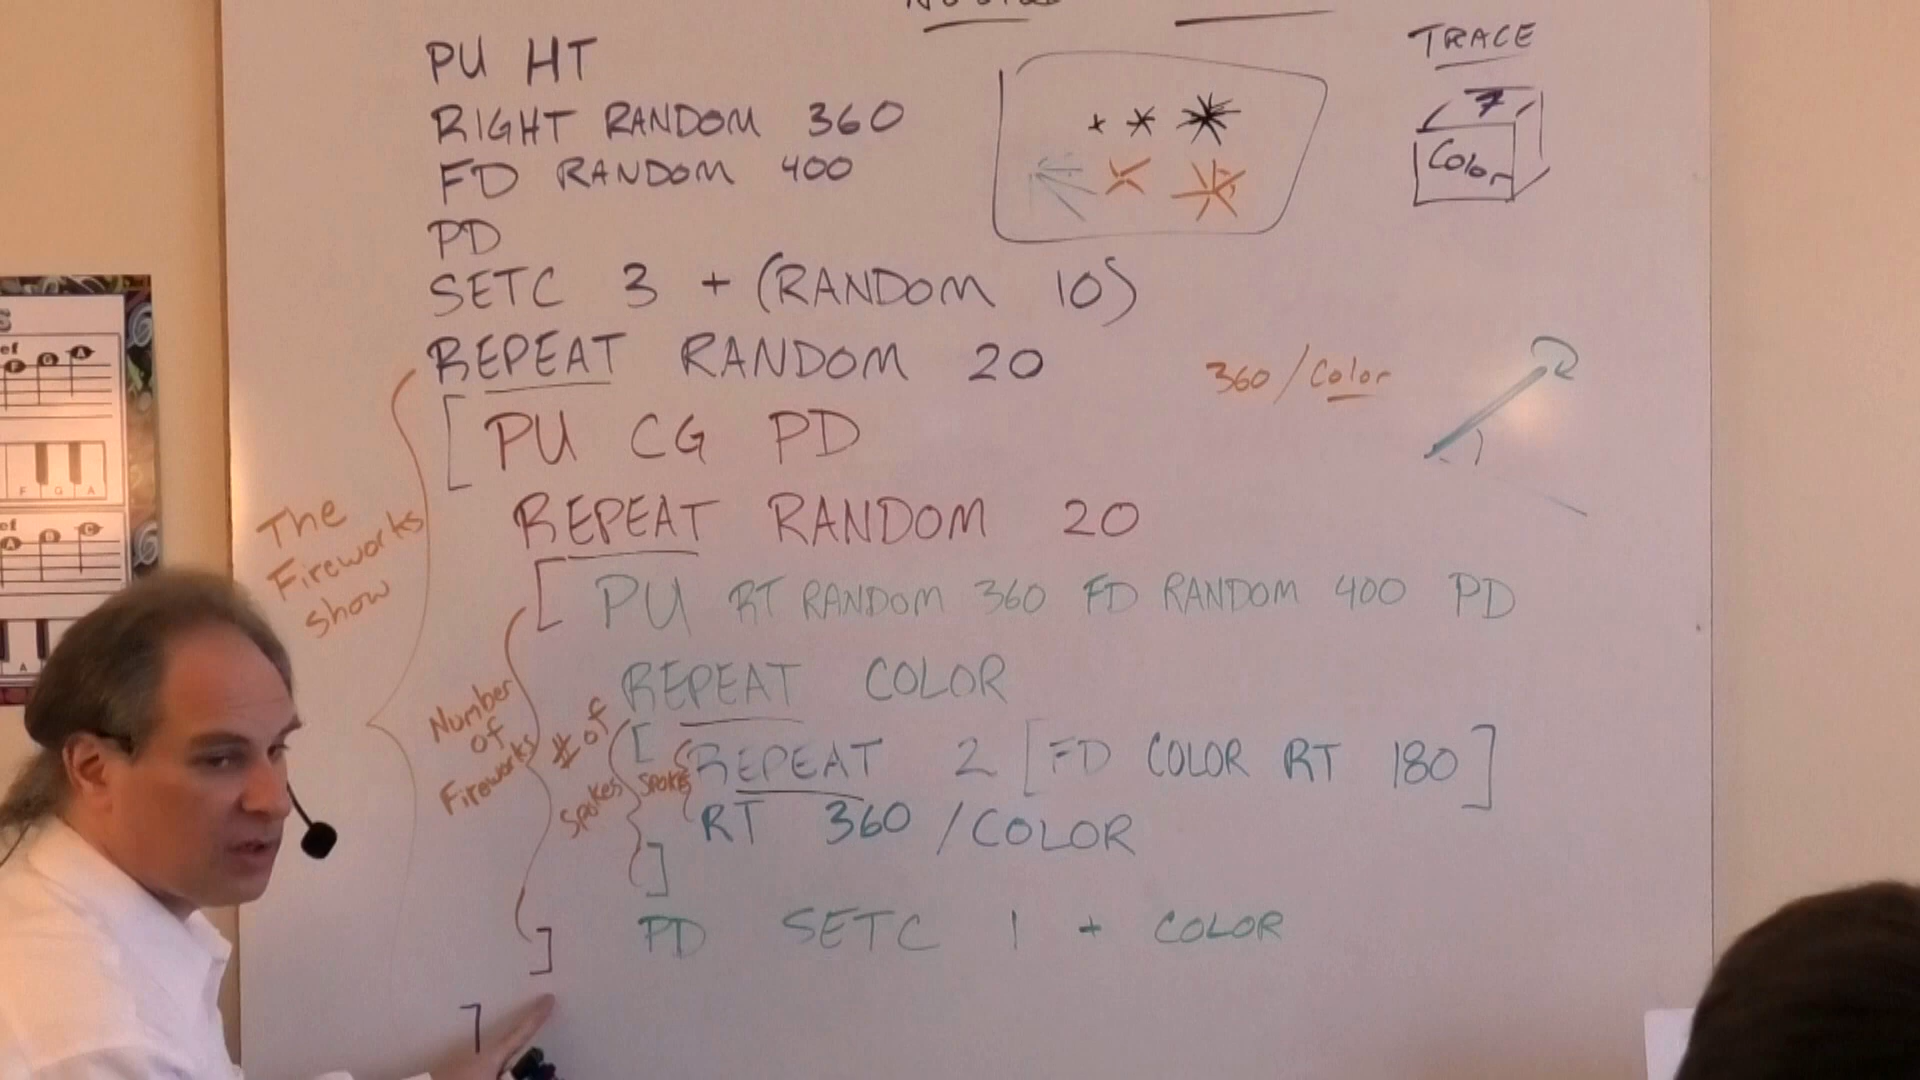 PU HT
RIGHT RANDOM 360
FD RANDOM 400
PD
SETC 3 + (RANDOM 10)
REPEAT RANDOM 20
[ PU CG PD
REPEAT RANDOM 20
[ PU RT RANDOM 360 FD RANDOM 400 PD
REPEAT COLOR
[ REPEAT 2 [FD COLOR RT 180]
RT 360 / COLOR
]
PD SETC 1 + COLOR
]
]
The
Fireworks
Show
Number
of
Fireworks
# of
Spokes
Spokes
TRACE
7
Color
360 / Color
ef
F G A
F G A
ef
A B C
A